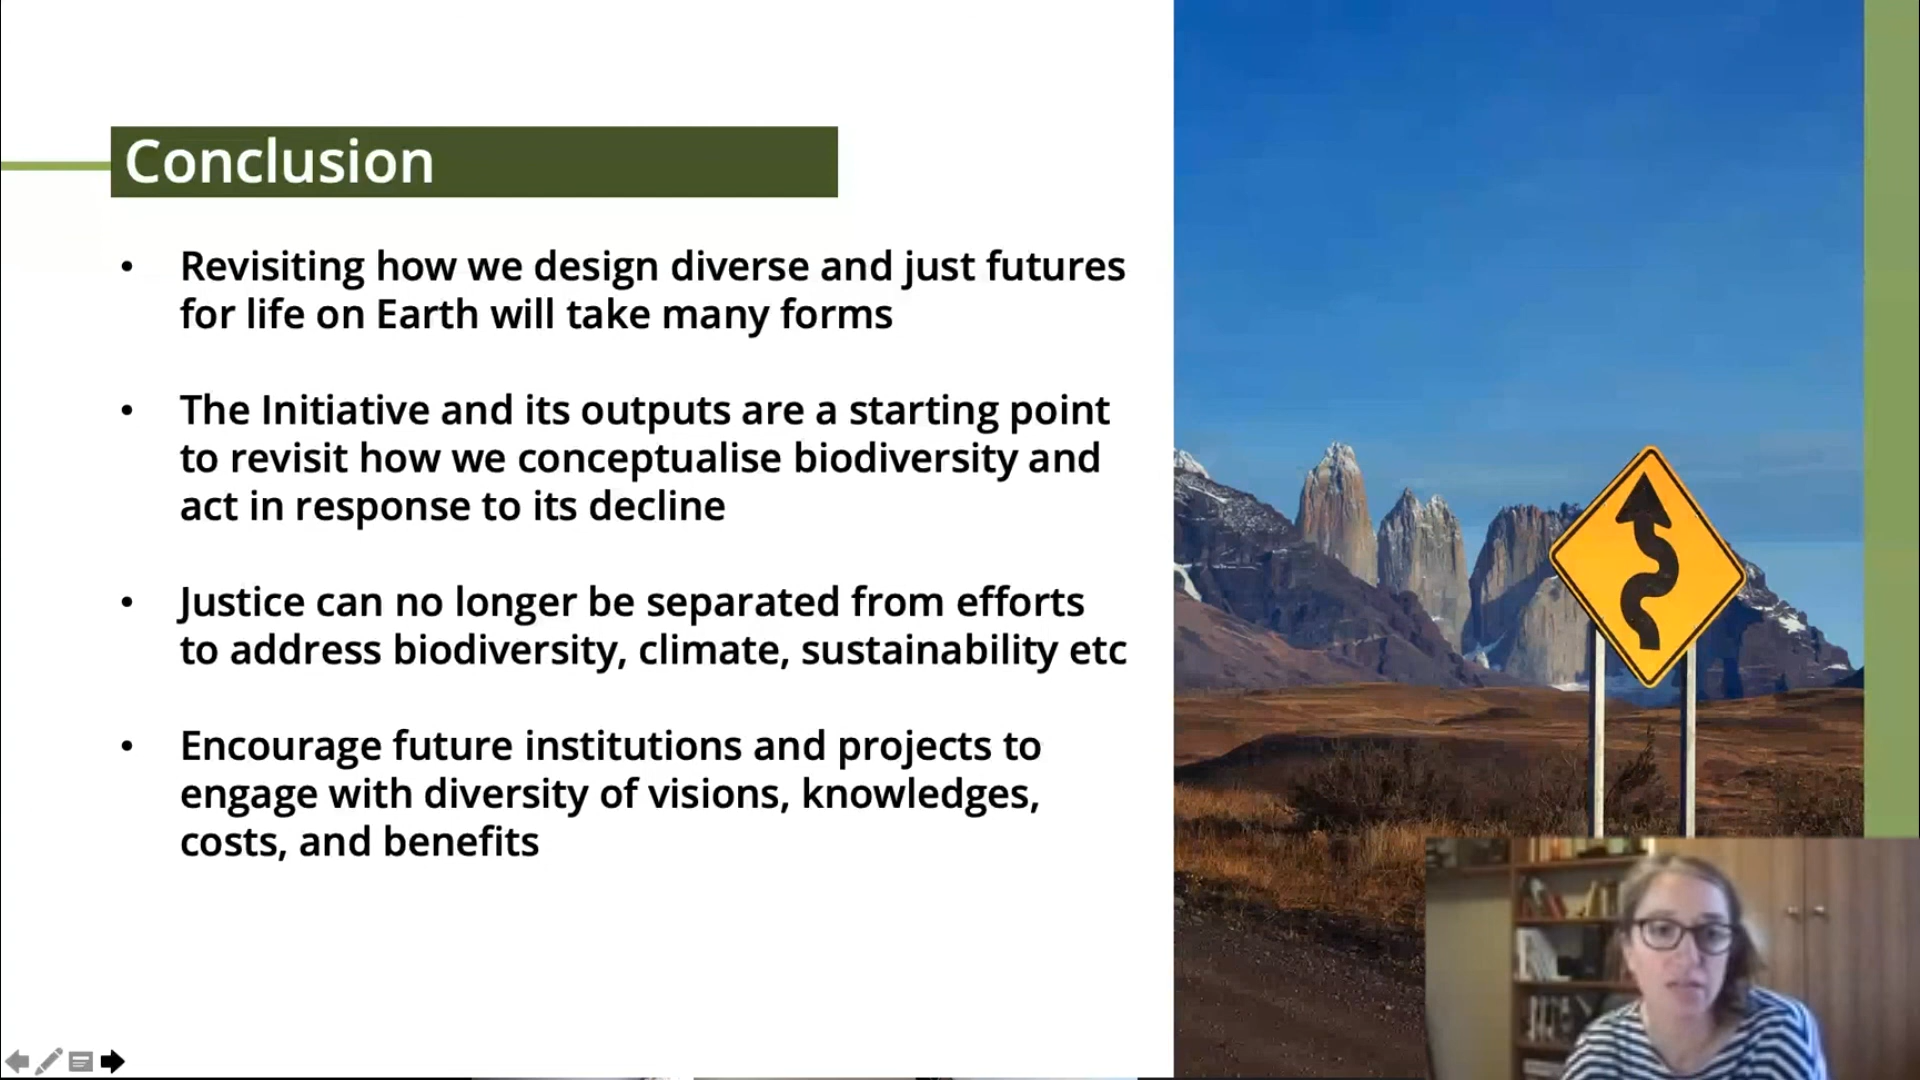 Conclusion
• Revisiting how we design diverse and just futures
for life on Earth will take many forms
• The Initiative and its outputs are a starting point
to revisit how we conceptualise biodiversity and
act in response to its decline
• Justice can no longer be separated from efforts
to address biodiversity, climate, sustainability etc
• Encourage future institutions and projects to
engage with diversity of visions, knowledges,
costs, and benefits